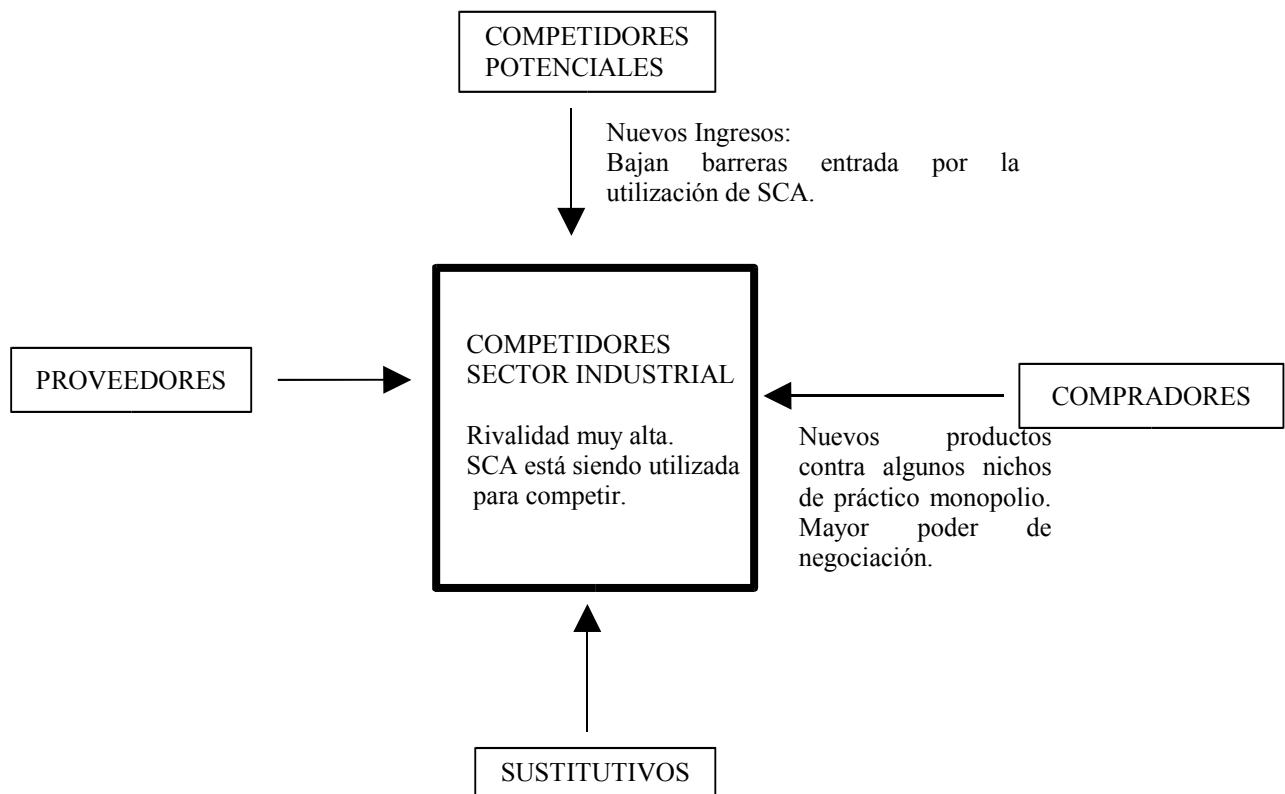 COMPETIDORES
POTENCIALES
Nuevos Ingresos:
Bajan barreras entrada por la
utilización de SCA.
COMPETIDORES
SECTOR INDUSTRIAL
Rivalidad muy alta.
SCA está siendo utilizada
para competir.
PROVEEDORES
COMPRADORES
Nuevos productos
contra algunos nichos
de práctico monopolio.
Mayor poder de
negociación.
SUSTITUTIVOS